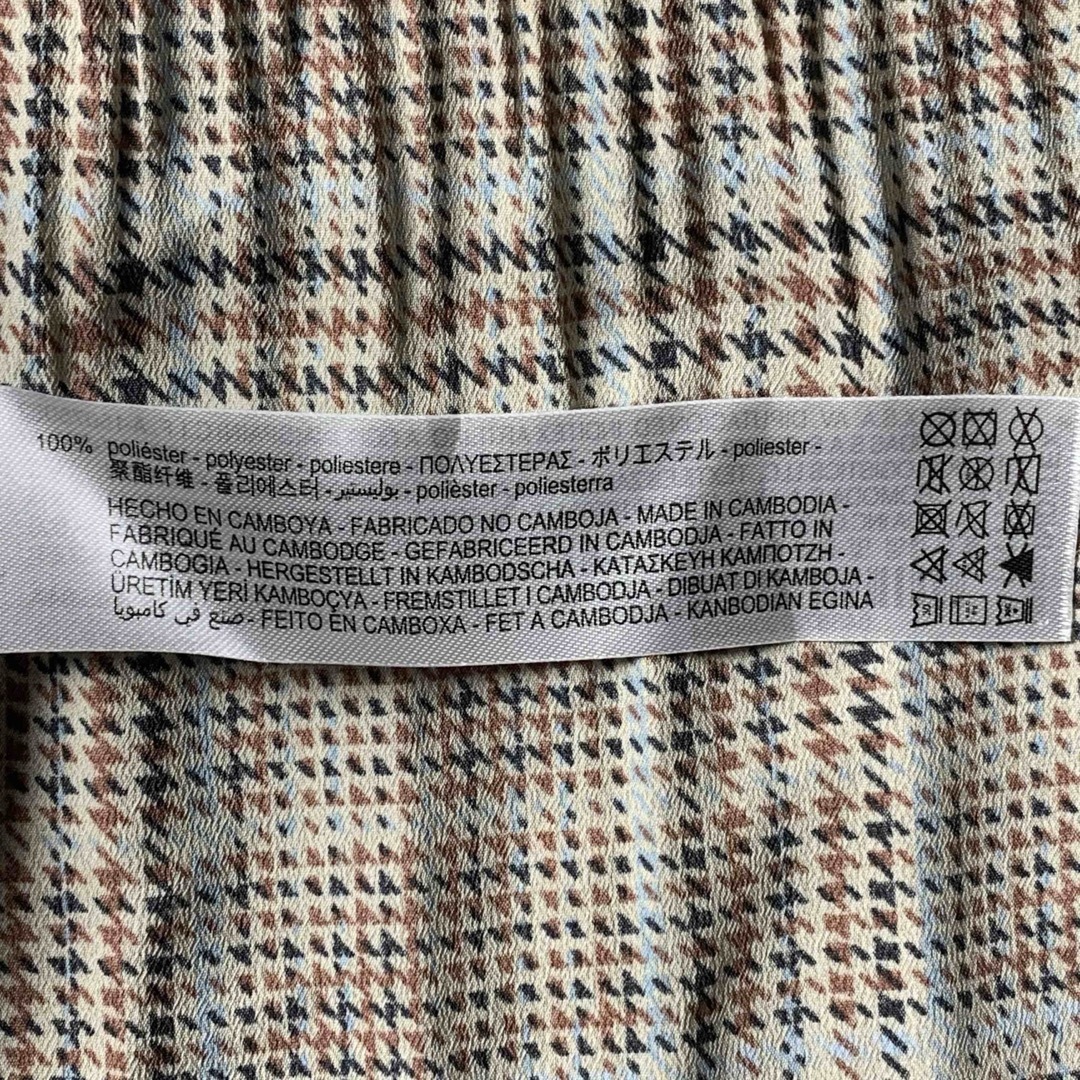 100% poliéster - polyester - poliestere - ΠΟΛΥΕΣΤΕΡΑΣ - ポリエステル - poliester -
聚酯纤维 - 폴리에스터 - بوليستير - polièster - poliesterra
HECHO EN CAMBOYA - FABRICADO NO CAMBOJA - MADE IN CAMBODIA -
FABRIQUÉ AU CAMBODGE - GEFABRICEERD IN CAMBODJA - FATTO IN
CAMBOGIA - HERGESTELLT IN KAMBODSCHA - ΚΑΤΑΣΚΕΥΗ ΚΑΜΠΟΤΖΗ -
ÜRETİM YERİ KAMBOÇYA - FREMSTILLET I CAMBODJA - DIBUAT DI KAMBOJA -
صنع في كامبوبا - FEITO EN CAMBOXA - FET A CAMBODJA - KANBODIAN EGINA